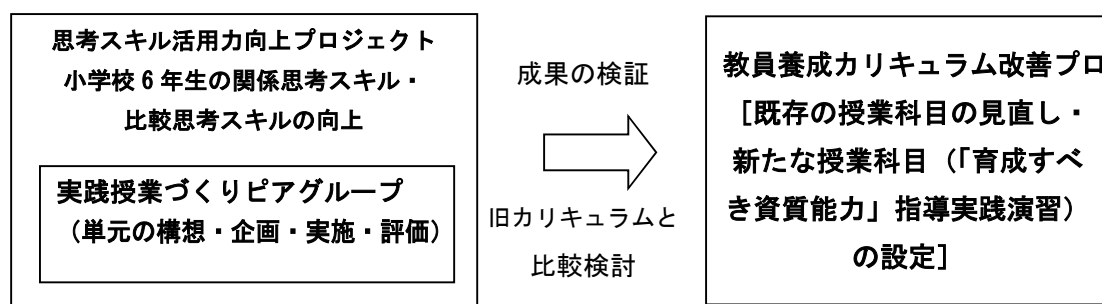 思考スキル活用力向上プロジェクト
小学校6年生の関係思考スキル・
比較思考スキルの向上
実践授業づくりピアグループ
（単元の構想・企画・実施・評価）
成果の検証
旧カリキュラムと
比較検討
教員養成カリキュラム改善プロ
［既存の授業科目の見直し・
新たな授業科目（「育成すべ
き資質能力」指導実践演習）
の設定］